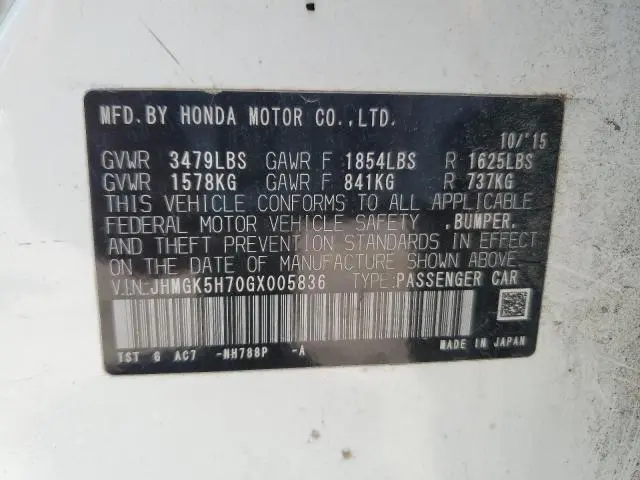 MFD.BY HONDA MOTOR CO.,LTD.
10/'15
GVWR 3479LBS GAWR F 1854LBS R 1625LBS
GVWR 1578KG GAWR F 841KG R 737KG
THIS VEHICLE CONFORMS TO ALL APPLICABLE
FEDERAL MOTOR VEHICLE SAFETY ,BUMPER,
AND THEFT PREVENTION STANDARDS IN EFFECT
ON THE DATE OF MANUFACTURE SHOWN ABOVE.
V.I.N.:JHMGK5H70GX005836 TYPE:PASSENGER CAR
TST G AC7 -NH788P -A
MADE IN JAPAN